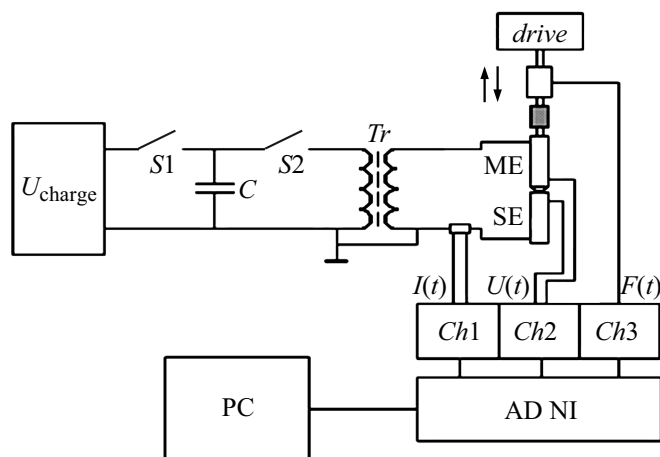 drive
Tr
S1
S2
ME
U_charge
C
SE
I(t)
U(t)
F(t)
Ch1
Ch2
Ch3
PC
AD NI